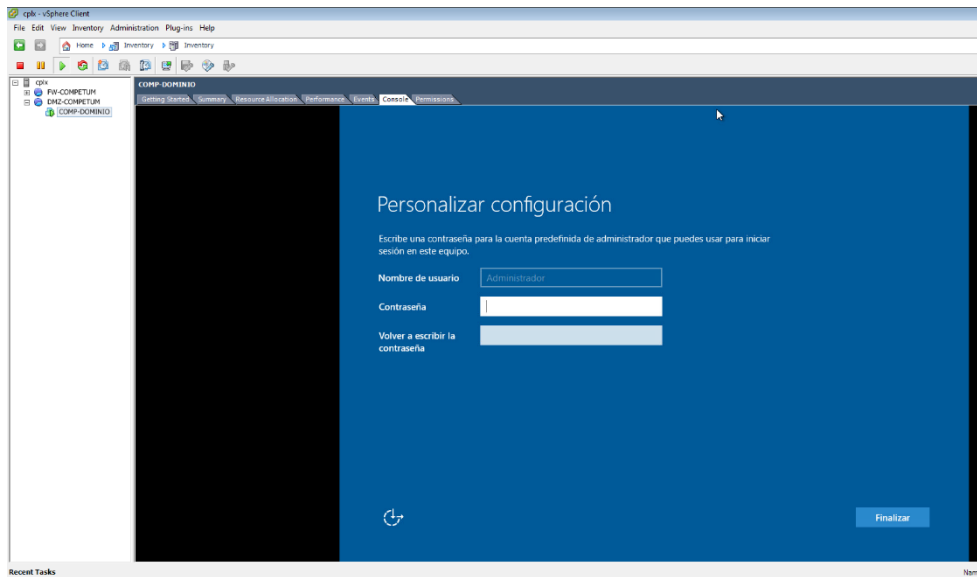 cplx - vSphere Client
File Edit View Inventory Administration Plug-ins Help
Home Inventory Inventory
cplx
FW-COMPETUM
DMZ-COMPETUM
COMP-DOMINIO
COMP-DOMINIO
Getting Started Summary Resource Allocation Performance Events Console Permissions
Personalizar configuración
Escribe una contraseña para la cuenta predefinida de administrador que puedes usar para iniciar
sesión en este equipo.
Nombre de usuario Administrador
Contraseña
Volver a escribir la
contraseña
Finalizar
Recent Tasks